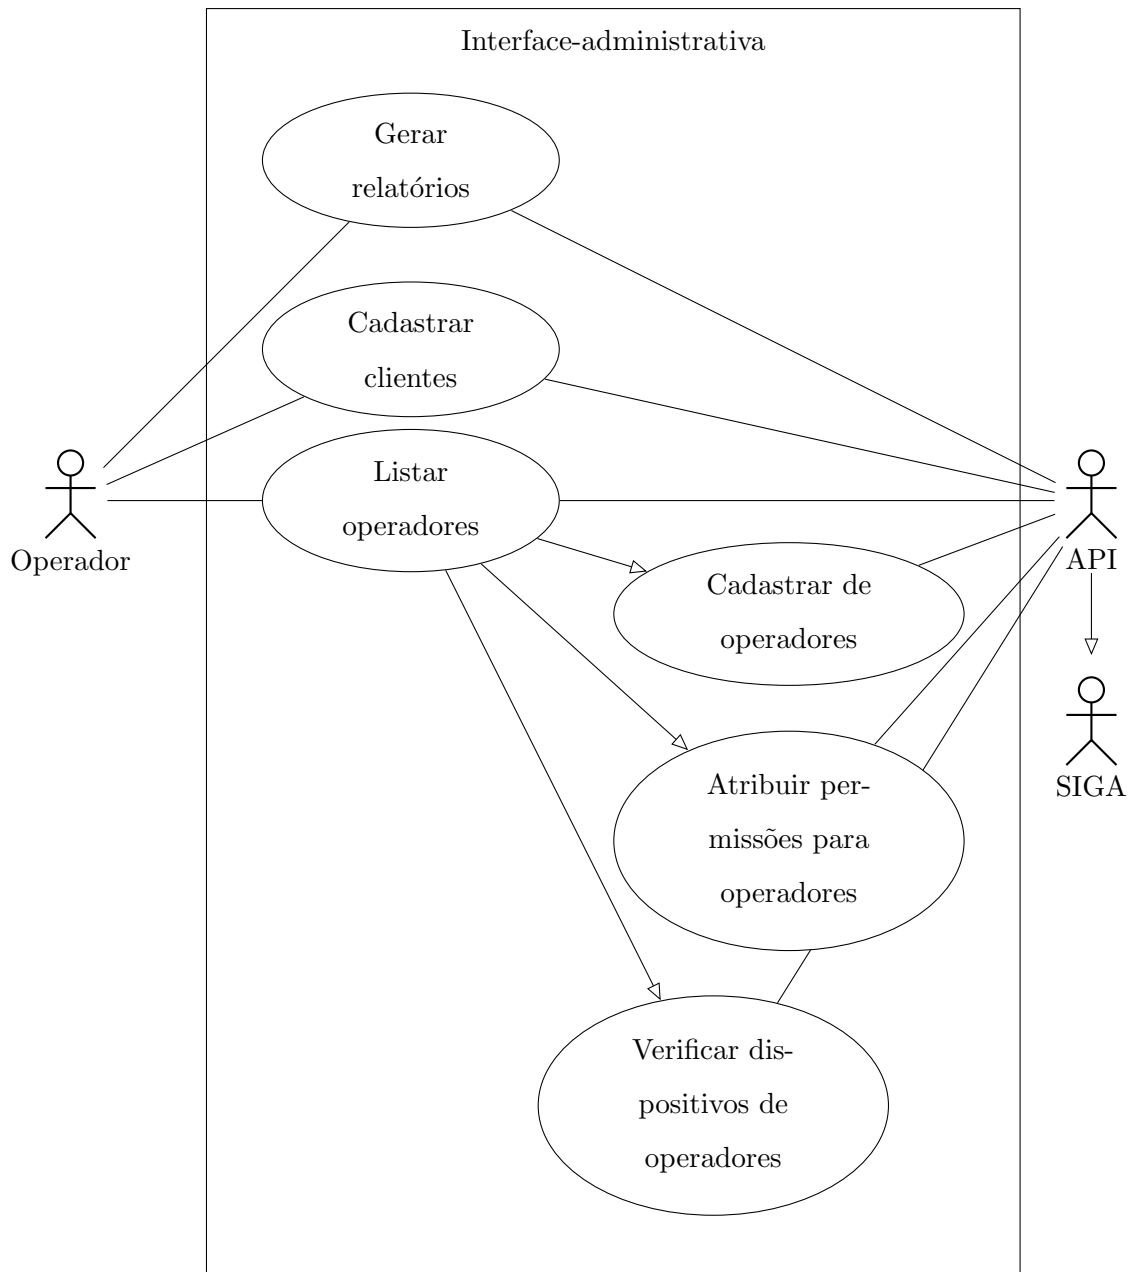 Interface-administrativa
Gerar
relatórios
Cadastrar
clientes
Listar
operadores
Operador
API
Cadastrar de
operadores
SIGA
Atribuir per-
missões para
operadores
Verificar dis-
positivos de
operadores